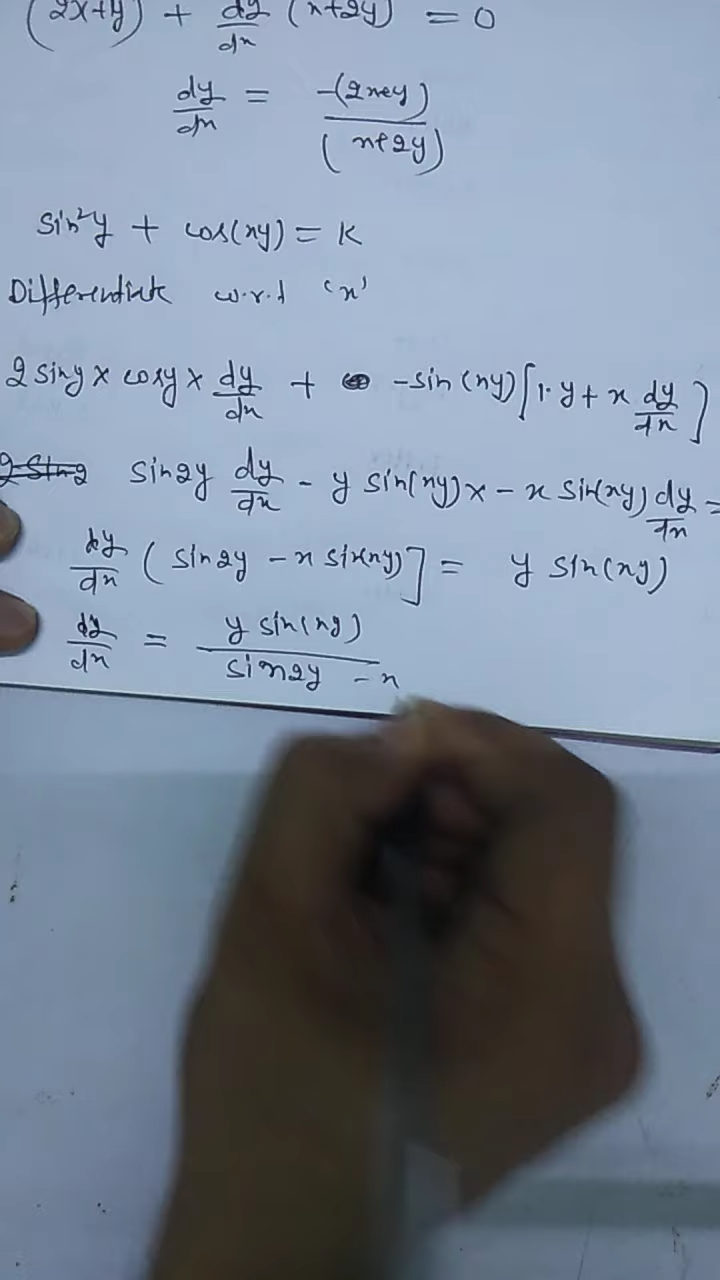 (2x+y) + dy/dx (x+2y) = 0
dy/dx = -(2x+y) / (x+2y)
sin²y + cos(xy) = K
Differentiate w.r.t 'x'
2 siny x cosy x dy/dx + -sin(xy)[1.y + x dy/dx]
sin2y dy/dx - y sin(xy) x - x sin(xy) dy/dx =
dy/dx (sin2y - x sin(xy)] = y sin(xy)
dy/dx = y sin(xy) / sin2y - x